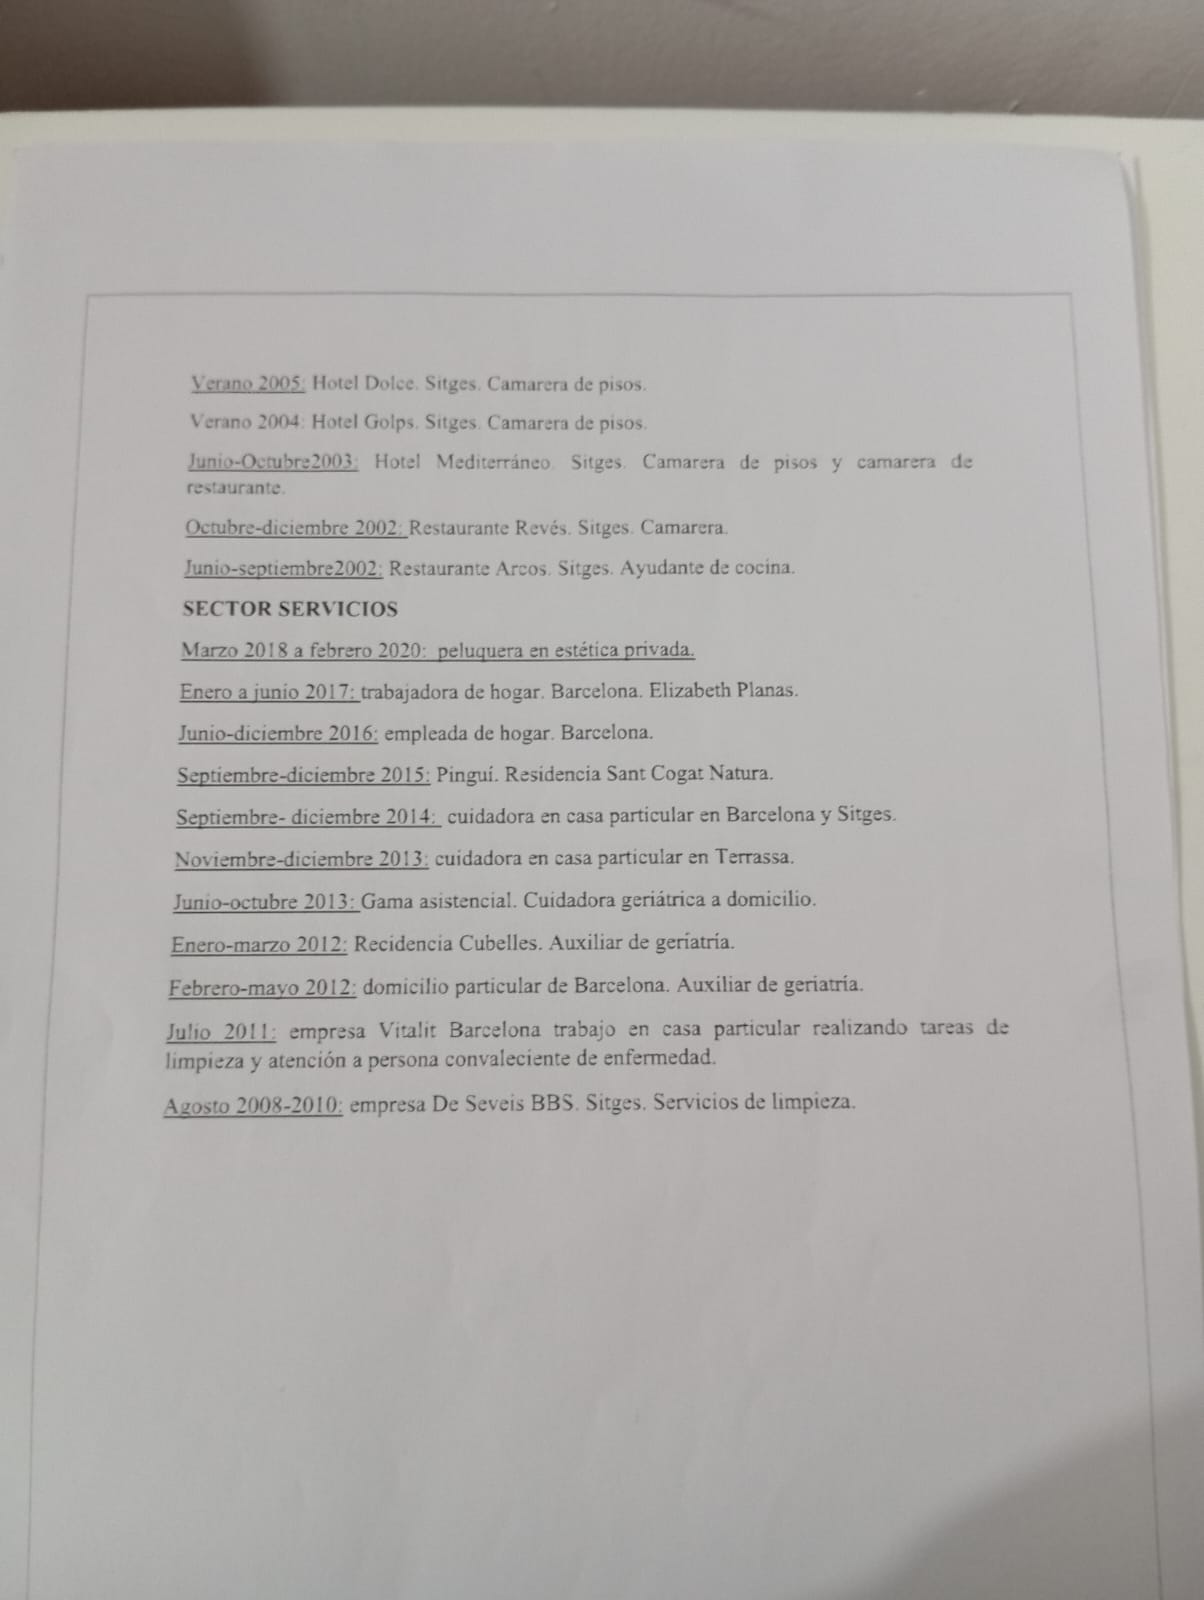 Verano 2005: Hotel Dolce. Sitges. Camarera de pisos.
Verano 2004: Hotel Golps. Sitges. Camarera de pisos.
Junio-Octubre2003: Hotel Mediterráneo. Sitges. Camarera de pisos y camarera de
restaurante.
Octubre-diciembre 2002: Restaurante Revés. Sitges. Camarera.
Junio-septiembre2002: Restaurante Arcos. Sitges. Ayudante de cocina.
SECTOR SERVICIOS
Marzo 2018 a febrero 2020: peluquera en estética privada.
Enero a junio 2017: trabajadora de hogar. Barcelona. Elizabeth Planas.
Junio-diciembre 2016: empleada de hogar. Barcelona.
Septiembre-diciembre 2015: Pinguí. Residencia Sant Cogat Natura.
Septiembre- diciembre 2014: cuidadora en casa particular en Barcelona y Sitges.
Noviembre-diciembre 2013: cuidadora en casa particular en Terrassa.
Junio-octubre 2013: Gama asistencial. Cuidadora geriátrica a domicilio.
Enero-marzo 2012: Recidencia Cubelles. Auxiliar de geriatría.
Febrero-mayo 2012: domicilio particular de Barcelona. Auxiliar de geriatría.
Julio 2011: empresa Vitalit Barcelona trabajo en casa particular realizando tareas de
limpieza y atención a persona convaleciente de enfermedad.
Agosto 2008-2010: empresa De Seveis BBS. Sitges. Servicios de limpieza.